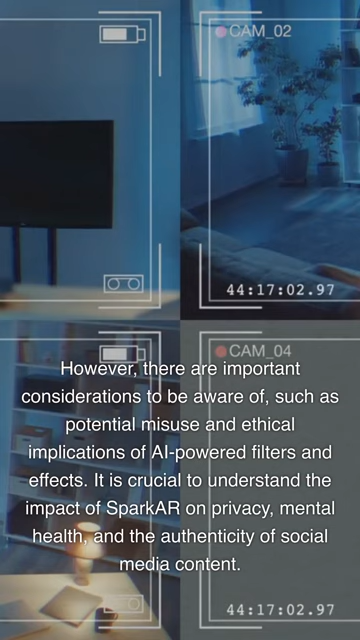 CAM_02
44:17:02.97
CAM_04
However, there are important
considerations to be aware of, such as
potential misuse and ethical
implications of AI-powered filters and
effects. It is crucial to understand the
impact of SparkAR on privacy, mental
health, and the authenticity of social
media content.
44:17:02.97